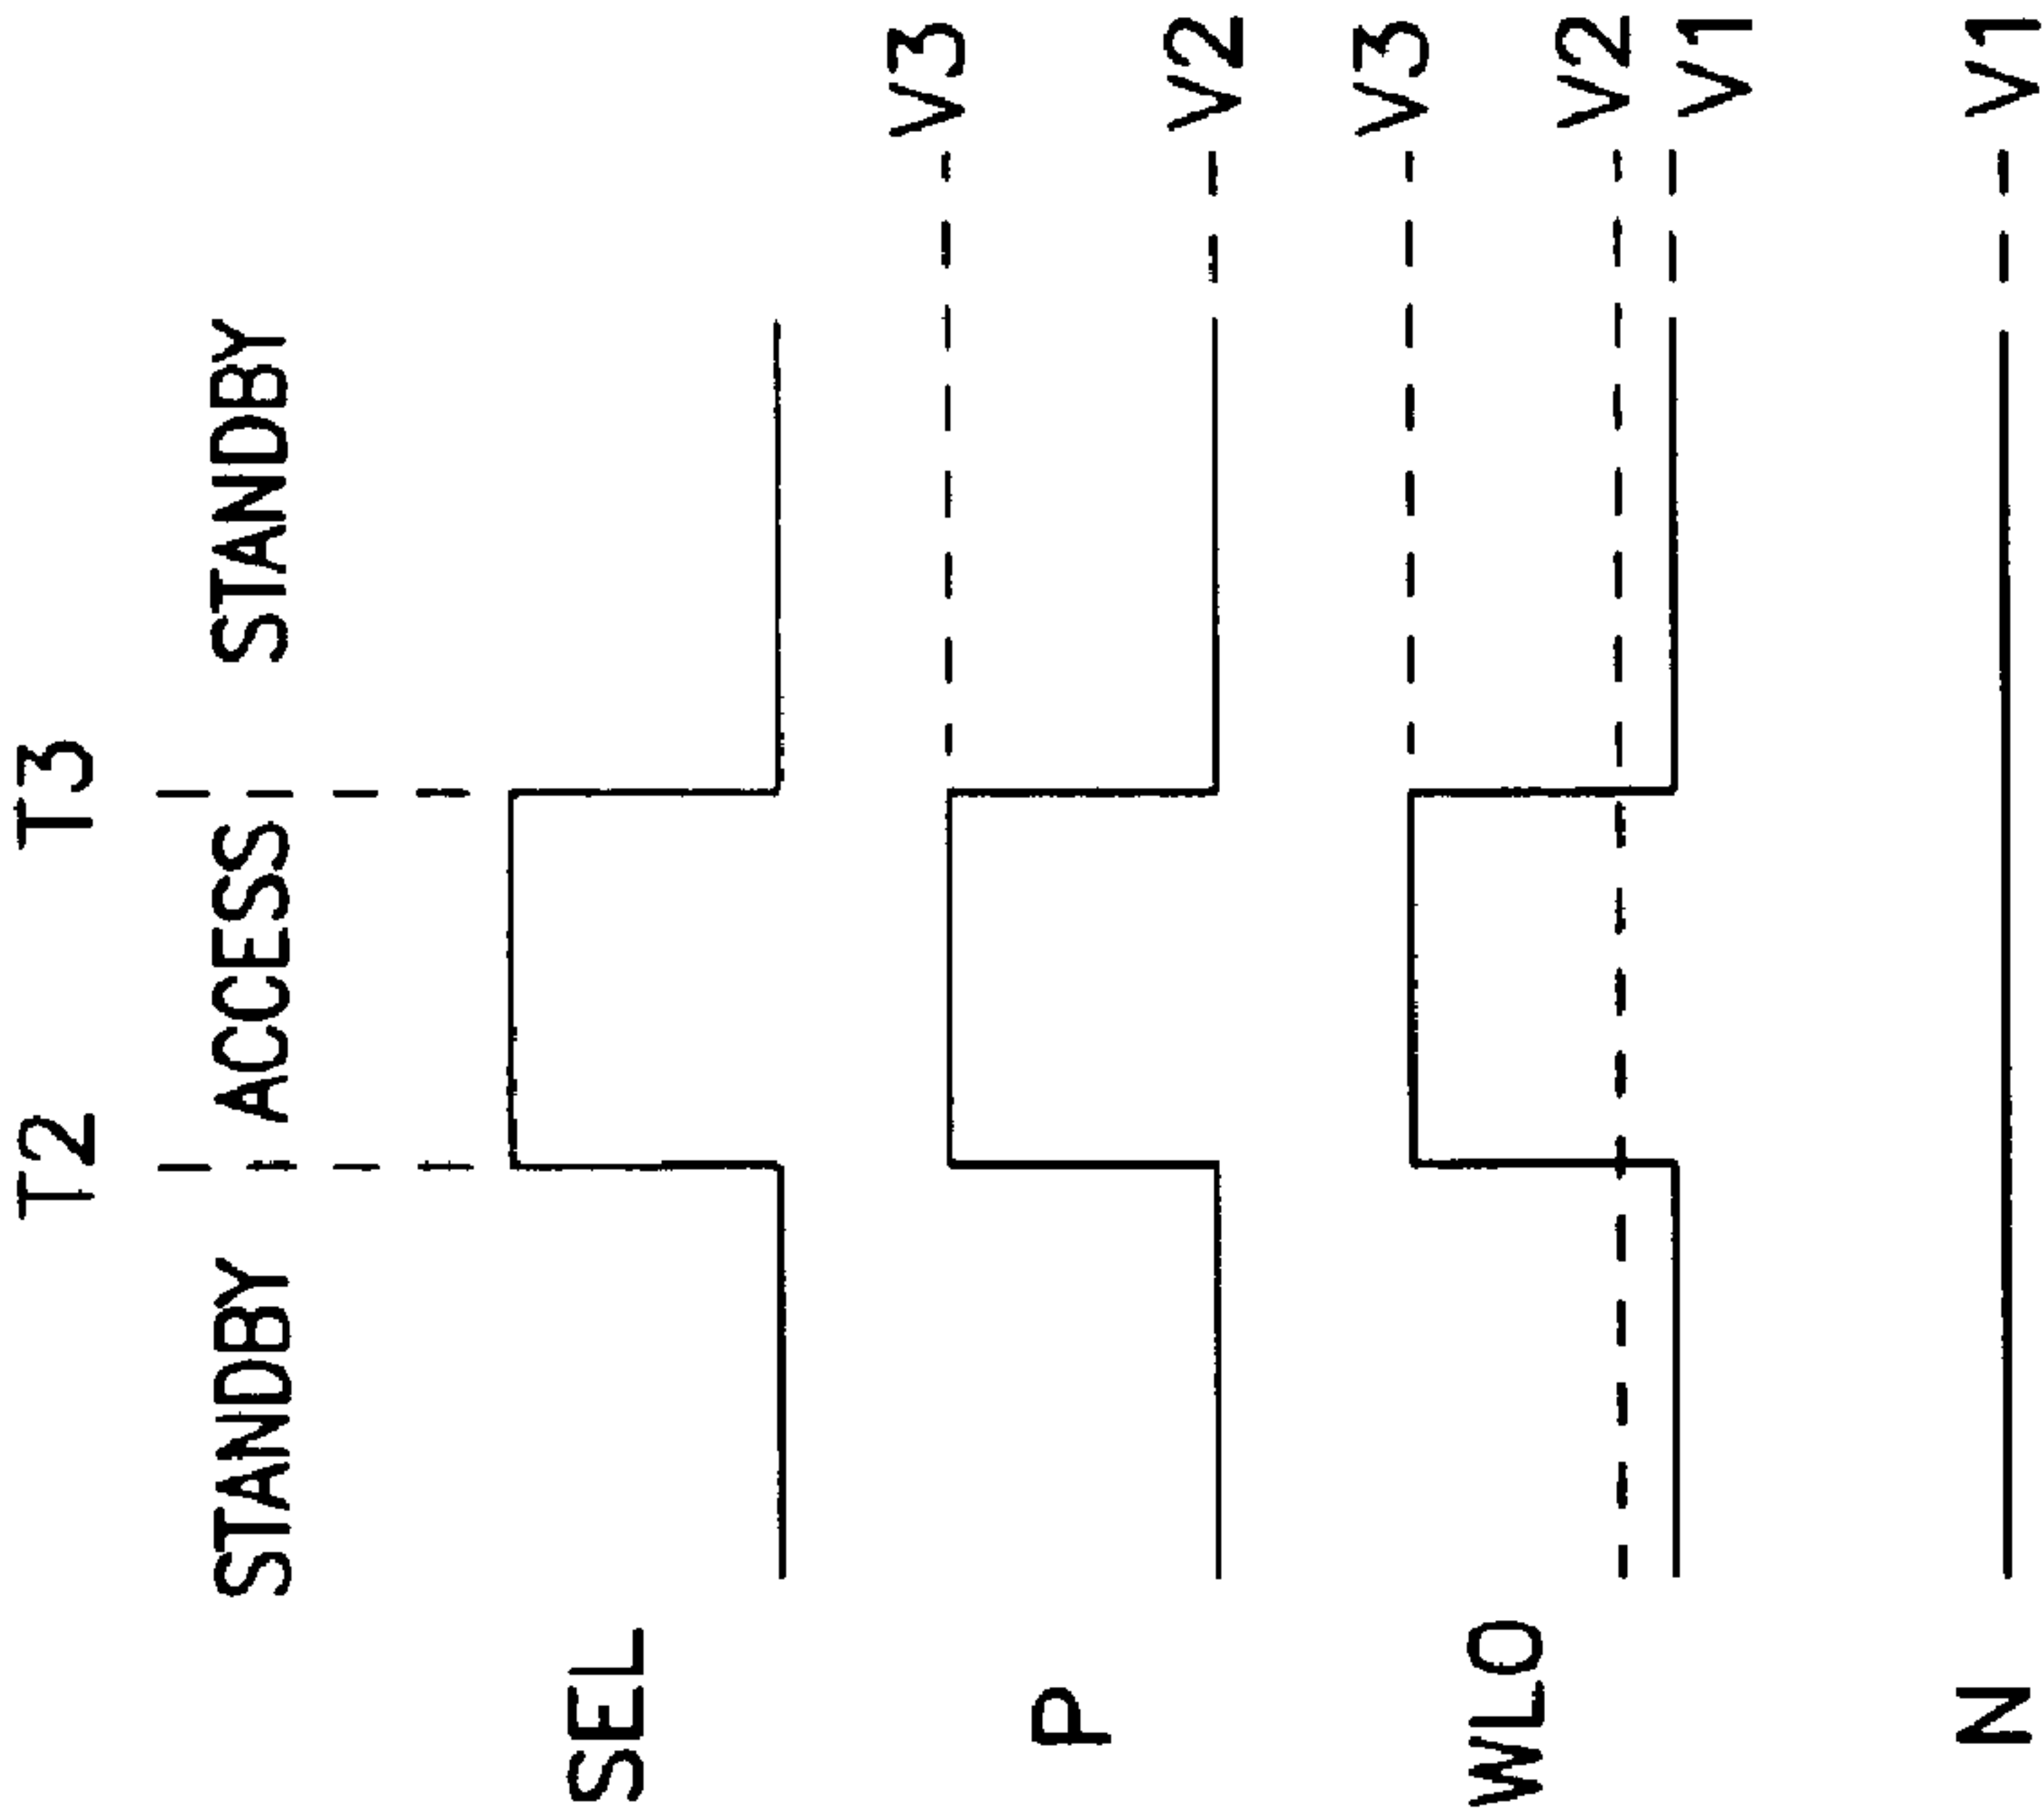 T2 T3
STANDBY ACCESS STANDBY
SEL
V3
P
V2
V3
WLO
V2
V1
N V1